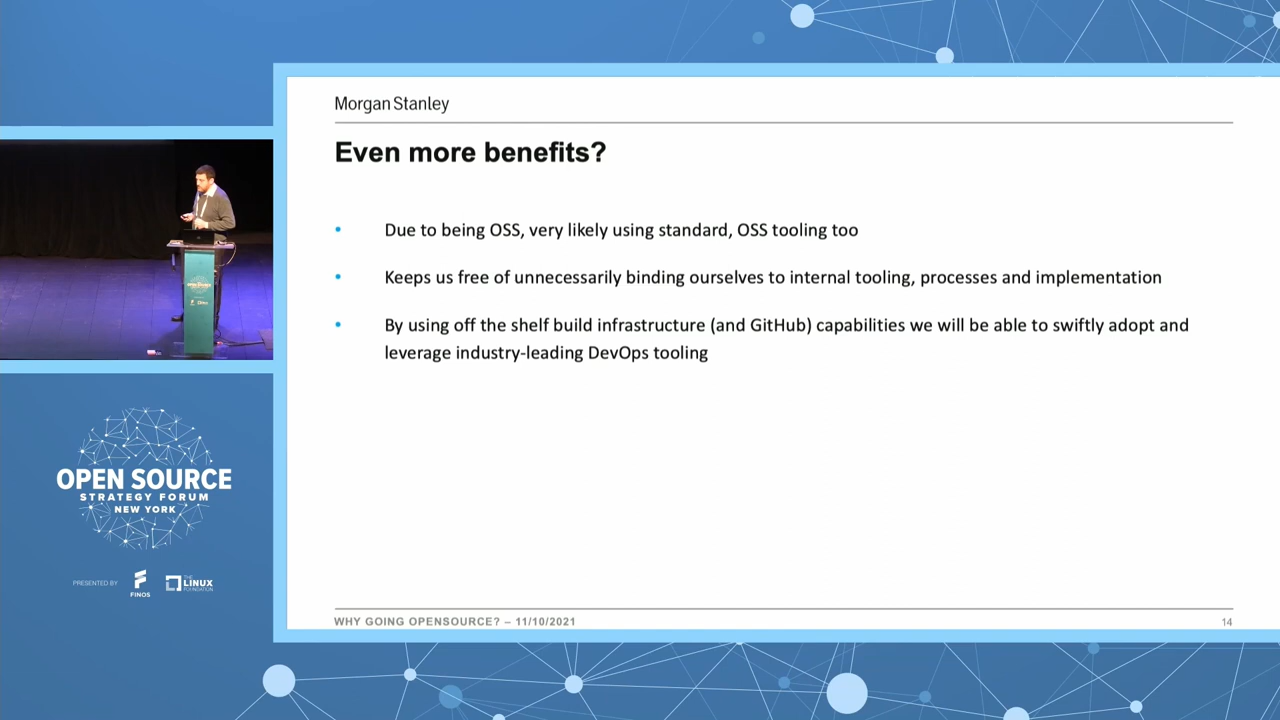 Morgan Stanley
Even more benefits?
• Due to being OSS, very likely using standard, OSS tooling too
• Keeps us free of unnecessarily binding ourselves to internal tooling, processes and implementation
• By using off the shelf build infrastructure (and GitHub) capabilities we will be able to swiftly adopt and
leverage industry-leading DevOps tooling
WHY GOING OPENSOURCE? – 11/10/2021
14
OPEN SOURCE
STRATEGY FORUM
NEW YORK
PRESENTED BY
FINOS
THE
LINUX
FOUNDATION